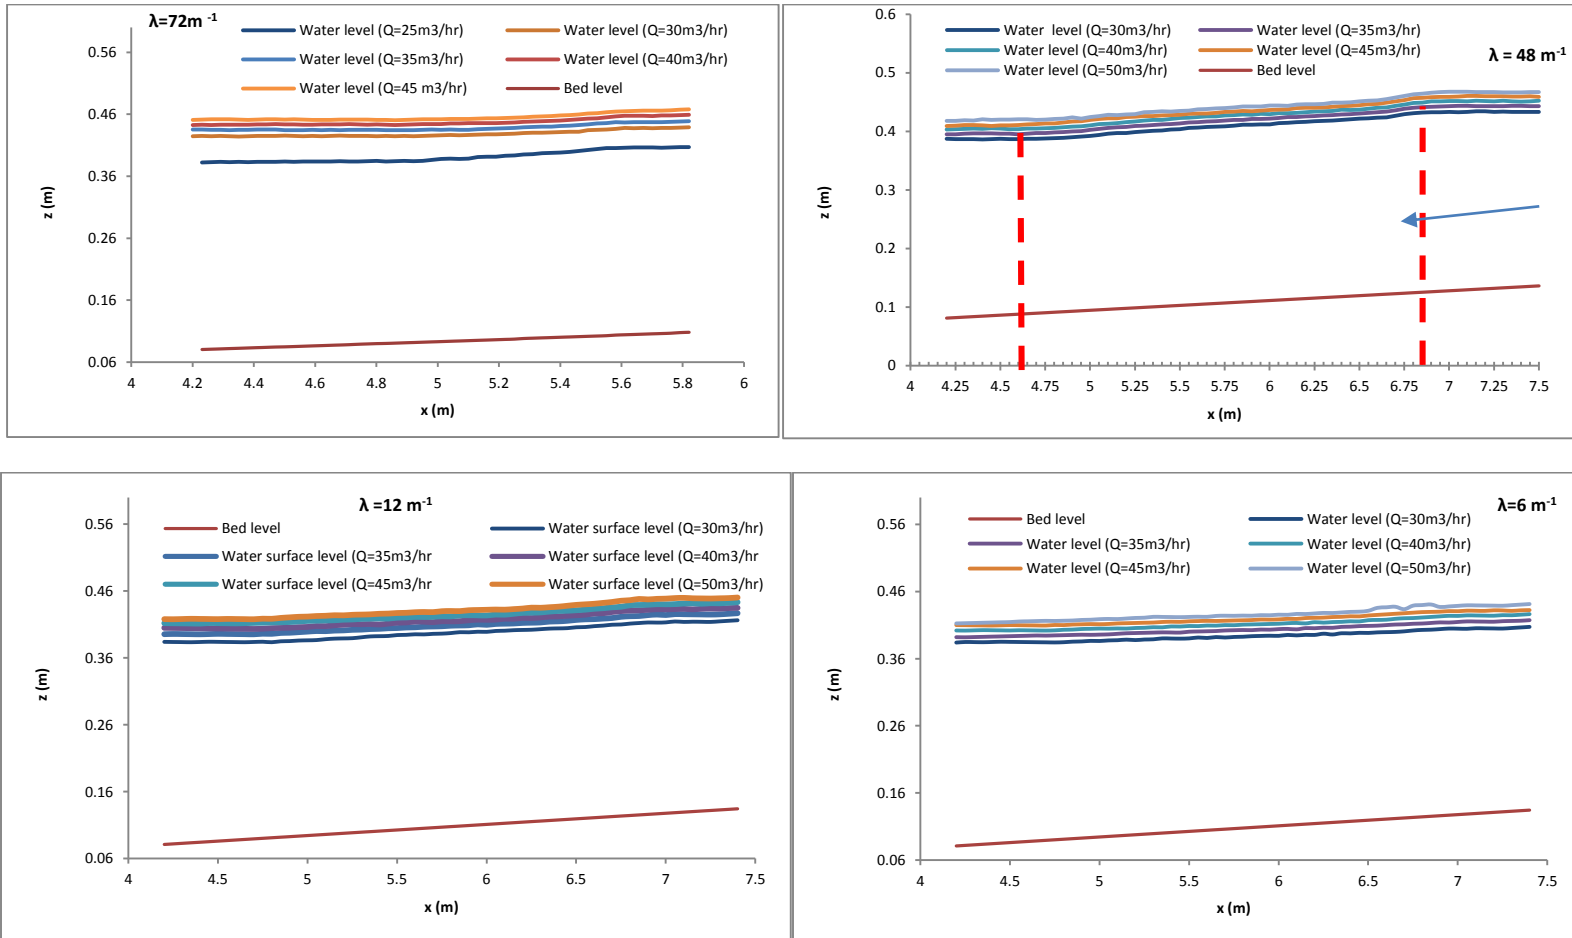 λ=72m -1
Water level (Q=25m3/hr) Water level (Q=30m3/hr)
Water level (Q=35m3/hr) Water level (Q=40m3/hr)
Water level (Q=45 m3/hr) Bed level
0.56
0.46
0.36
0.26
0.16
0.06
z (m)
4 4.2 4.4 4.6 4.8 5 5.2 5.4 5.6 5.8 6
x (m)
Water level (Q=30m3/hr) Water level (Q=35m3/hr)
Water level (Q=40m3/hr) Water level (Q=45m3/hr)
Water level (Q=50m3/hr) Bed level
λ = 48 m-1
0.6
0.5
0.4
0.3
0.2
0.1
0
z (m)
4 4.25 4.5 4.75 5 5.25 5.5 5.75 6 6.25 6.5 6.75 7 7.25 7.5
x (m)
λ =12 m-1
Bed level Water surface level (Q=30m3/hr)
Water surface level (Q=35m3/hr Water surface level (Q=40m3/hr
Water surface level (Q=45m3/hr Water surface level (Q=50m3/hr)
0.56
0.46
0.36
0.26
0.16
0.06
z (m)
4 4.5 5 5.5 6 6.5 7 7.5
x (m)
λ=6 m-1
Bed level Water level (Q=30m3/hr)
Water level (Q=35m3/hr) Water level (Q=40m3/hr)
Water level (Q=45m3/hr) Water level (Q=50m3/hr)
0.56
0.46
0.36
0.26
0.16
0.06
z (m)
4 4.5 5 5.5 6 6.5 7 7.5
x (m)